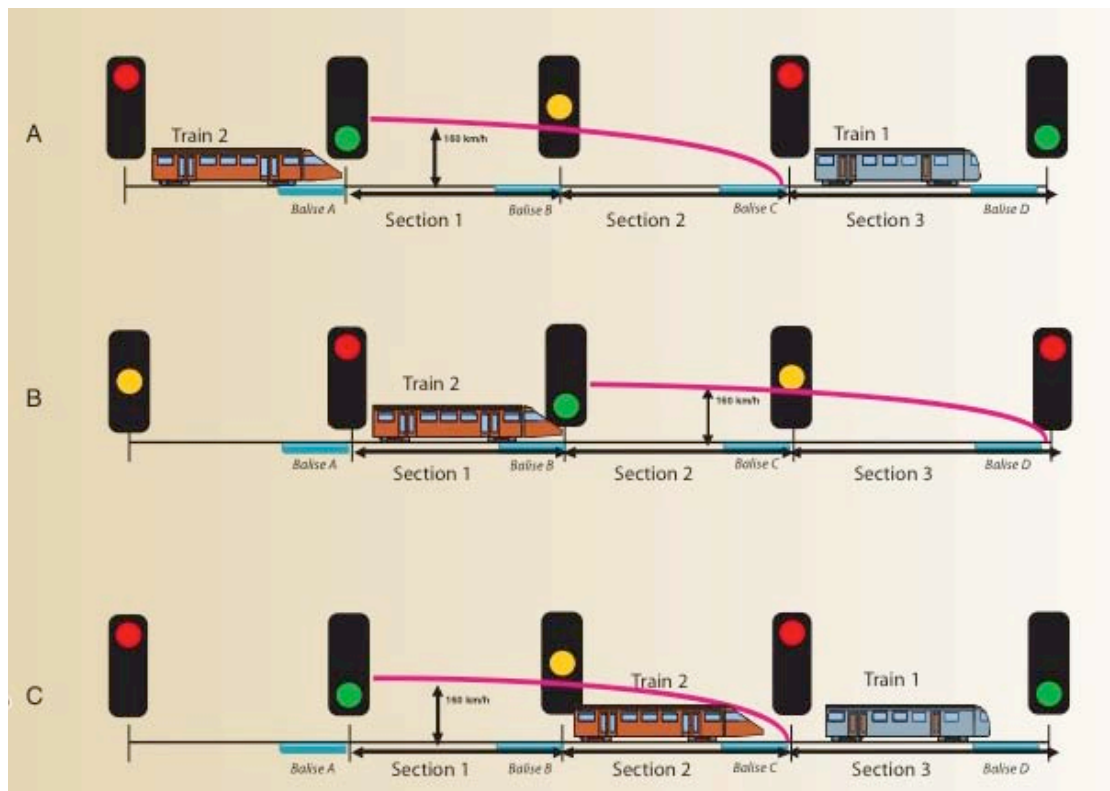 A
Train 2
160 km/h
Train 1
Balise A
Section 1
Balise B
Section 2
Balise C
Section 3
Balise D
B
Train 2
160 km/h
Balise A
Section 1
Balise B
Section 2
Balise C
Section 3
Balise D
C
Train 2
Train 1
160 km/h
Balise A
Section 1
Balise B
Section 2
Balise C
Section 3
Balise D